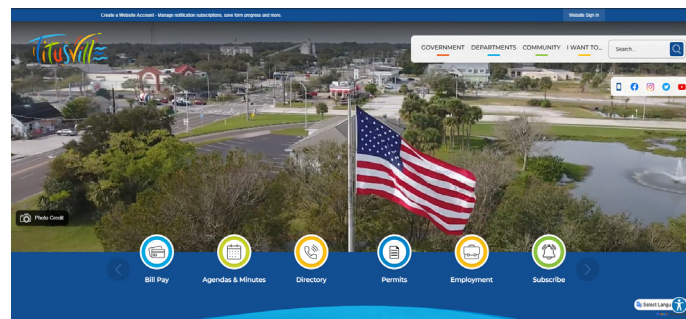 Create a Website Account - Manage notification subscriptions, save form progress and more.
Website Sign In
Titusville
GOVERNMENT DEPARTMENTS COMMUNITY I WANT TO...
Search...
Photo Credit
Bill Pay
Agendas & Minutes
Directory
Permits
Employment
Subscribe
Select Langu